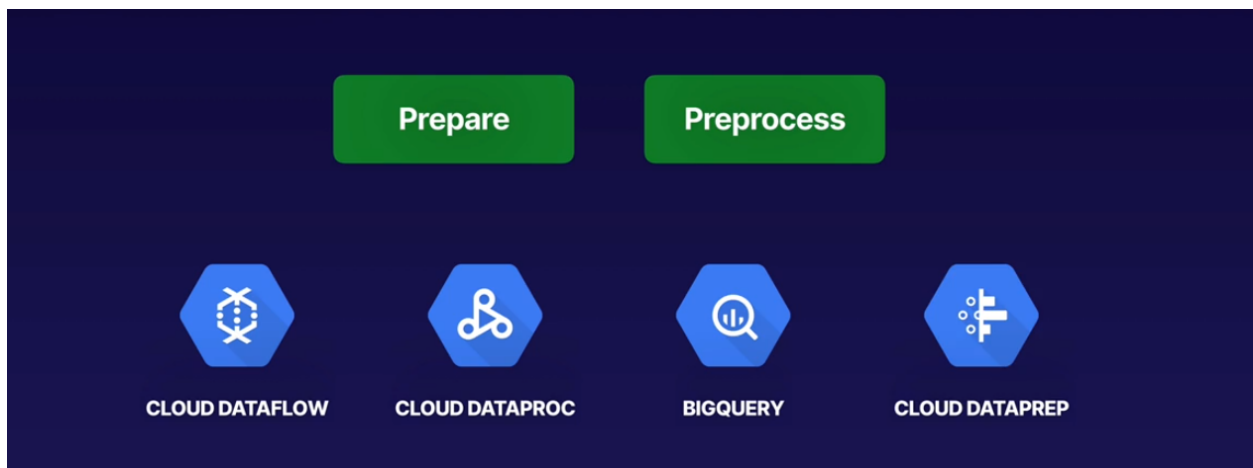 Prepare
Preprocess
CLOUD DATAFLOW
CLOUD DATAPROC
BIGQUERY
CLOUD DATAPREP